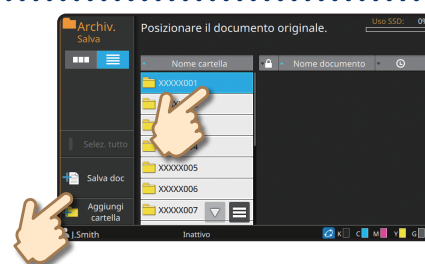 Archiv.
Salva
Posizionare il documento originale.
Uso SSD: 0%
Nome cartella
Nome documento
XXXXX001
Selez. tutto
XXXXX005
Salva doc
XXXXX006
Aggiungi
cartella
XXXXX007
J.Smith
Inattivo
K
C
M
Y
G